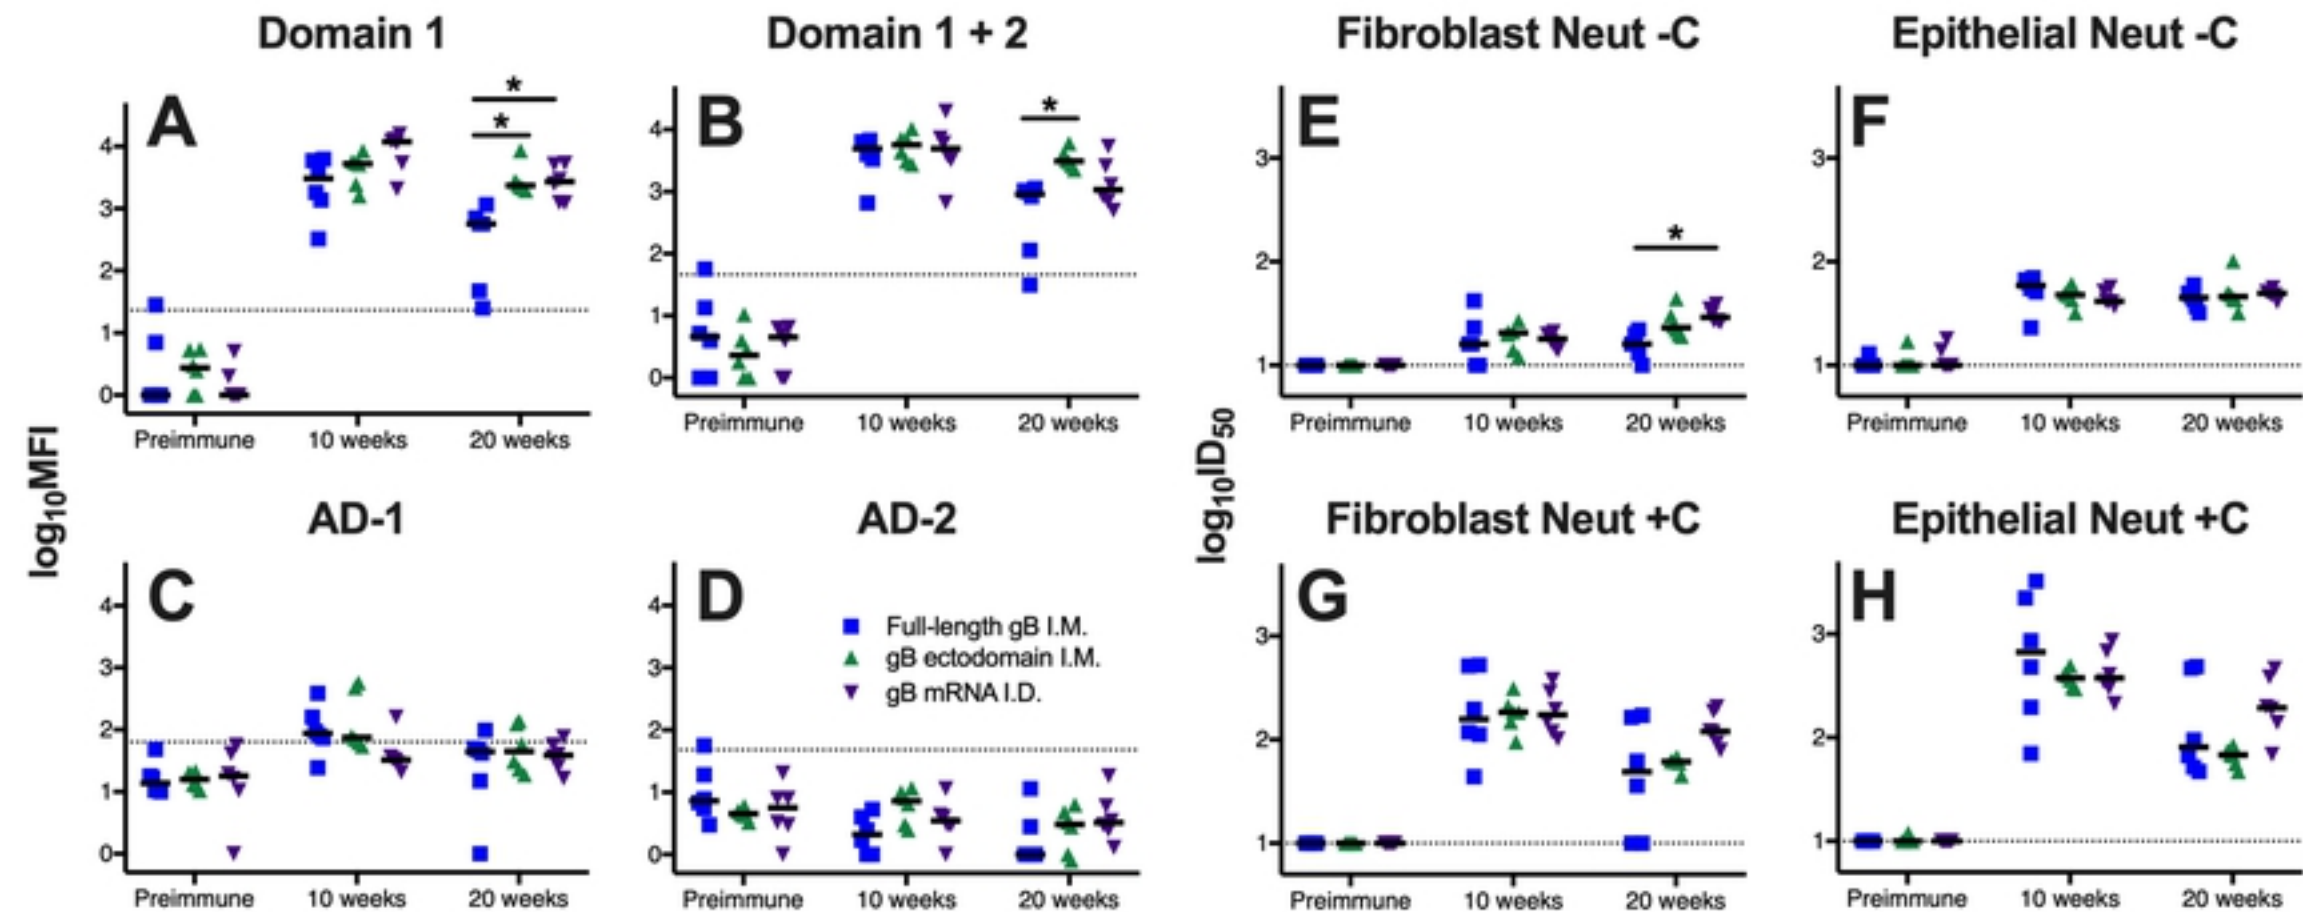 Domain 1
Domain 1 + 2
Fibroblast Neut -C
Epithelial Neut -C
A
*
*
4
3
2
1
0
Preimmune
10 weeks
20 weeks
B
*
4
3
2
1
0
Preimmune
10 weeks
20 weeks
E
*
3
2
1
Preimmune
10 weeks
20 weeks
F
3
2
1
Preimmune
10 weeks
20 weeks
log10MFI
log10ID50
AD-1
AD-2
Fibroblast Neut +C
Epithelial Neut +C
C
4
3
2
1
0
Preimmune
10 weeks
20 weeks
D
4
3
2
1
0
Full-length gB I.M.
gB ectodomain I.M.
gB mRNA I.D.
Preimmune
10 weeks
20 weeks
G
3
2
1
Preimmune
10 weeks
20 weeks
H
3
2
1
Preimmune
10 weeks
20 weeks